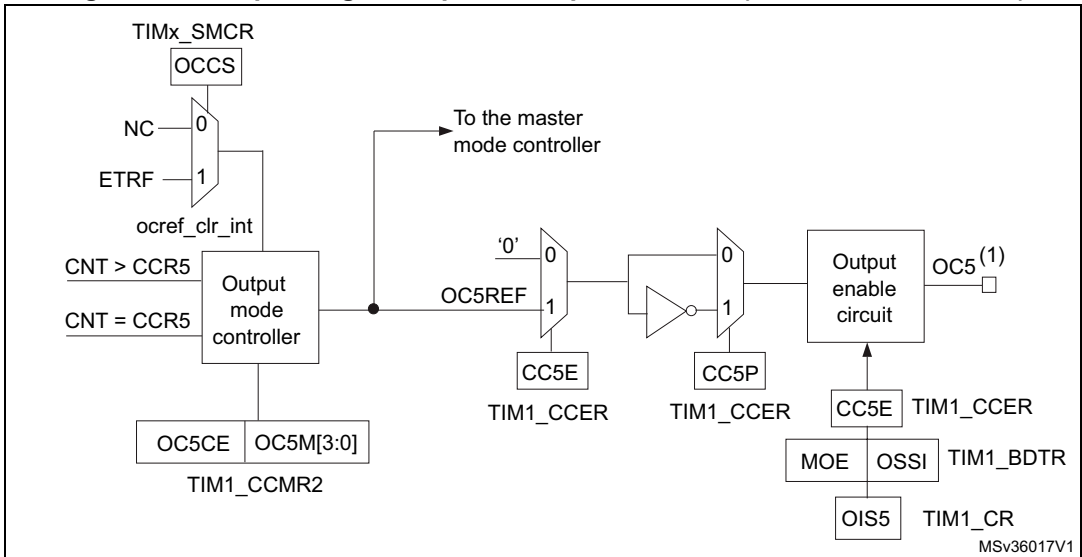 TIMx_SMCR
OCCS
NC
0
ETRF
1
To the master
mode controller
ocref_clr_int
CNT > CCR5
CNT = CCR5
Output
mode
controller
OC5REF
'0'
0
1
0
1
Output
enable
circuit
OC5 (1)
CC5E
TIM1_CCER
CC5P
TIM1_CCER
CC5E
TIM1_CCER
OC5CE
OC5M[3:0]
TIM1_CCMR2
MOE
OSSI
TIM1_BDTR
OIS5
TIM1_CR
MSv36017V1